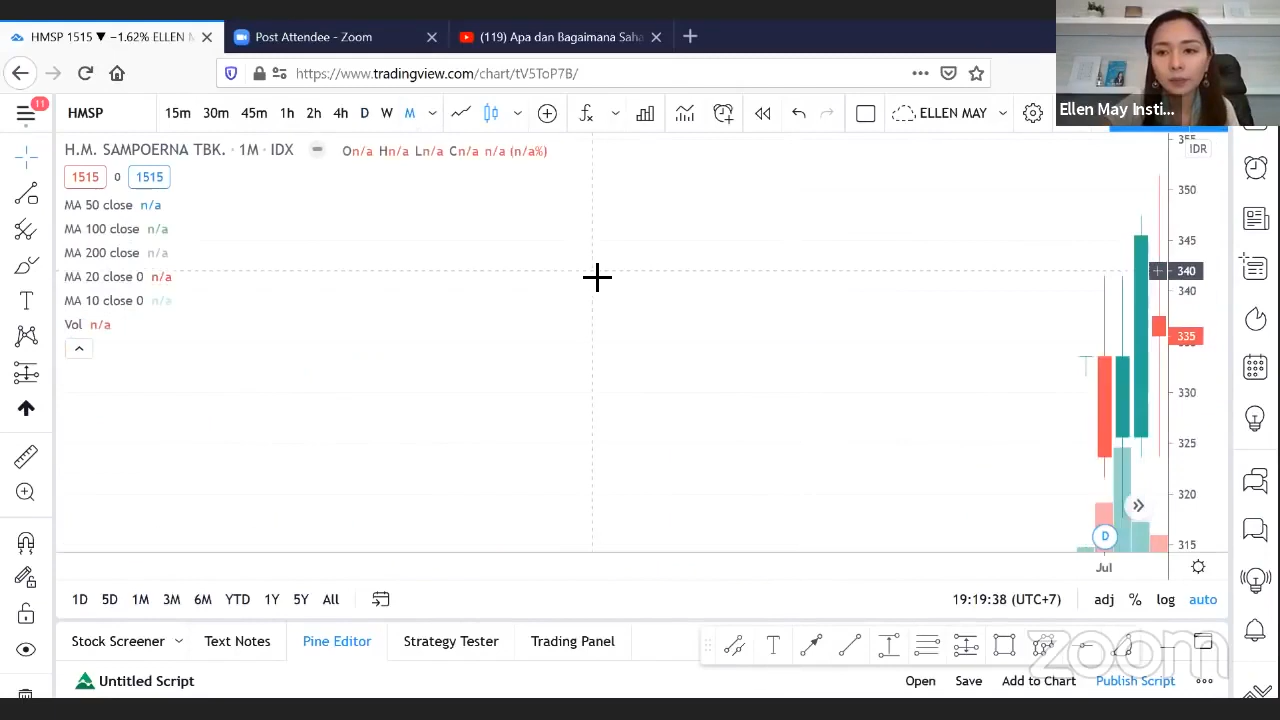 HMSP 1515 ▼ −1.62% ELLEN M
Post Attendee - Zoom
(119) Apa dan Bagaimana Saha
https://www.tradingview.com/chart/tV5ToP7B/
Ellen May Insti...
11
HMSP
15m 30m 45m 1h 2h 4h D W M
ELLEN MAY
H.M. SAMPOERNA TBK. · 1M · IDX
On/a Hn/a Ln/a Cn/a n/a (n/a%)
1515 0 1515
MA 50 close n/a
MA 100 close n/a
MA 200 close n/a
MA 20 close 0 n/a
MA 10 close 0 n/a
Vol n/a
355
IDR
350
345
340
340
335
330
325
320
315
D
Jul
1D 5D 1M 3M 6M YTD 1Y 5Y All
19:19:38 (UTC+7)
adj % log auto
Stock Screener
Text Notes
Pine Editor
Strategy Tester
Trading Panel
zoom
Untitled Script
Open
Save
Add to Chart
Publish Script